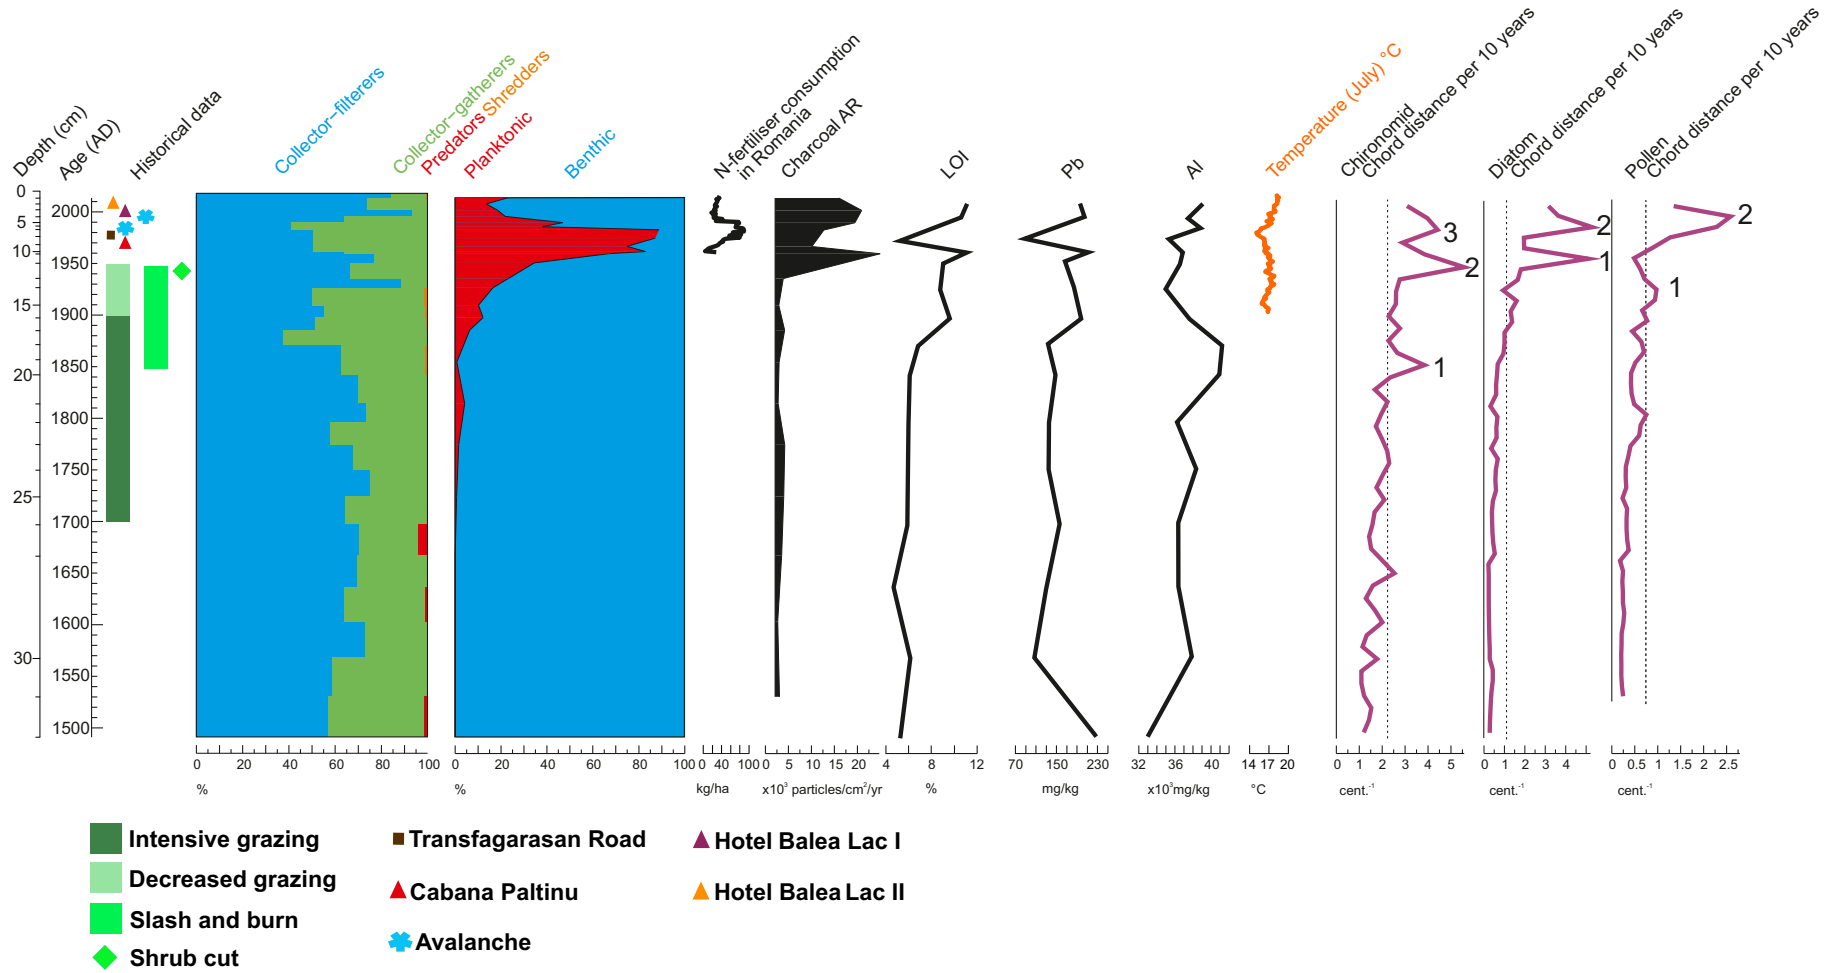 Depth (cm)
Age (AD)
Historical data
Collector–filterers
Collector–gatherers
Predators Shredders
Planktonic
Benthic
N-fertiliser consumption
in Romania
Charcoal AR
LOI
Pb
Al
Temperature (July) °C
Chironomid
Chord distance per 10 years
Diatom
Chord distance per 10 years
Pollen
Chord distance per 10 years
0
5
10
15
20
25
30
2000
1950
1900
1850
1800
1750
1700
1650
1600
1550
1500
3
2
1
2
1
2
1
0 20 40 60 80 100
0 20 40 60 80 100
0 40 100
0 5 10 15 20
4 8 12
70 150 230
32 36 40
14 17 20
0 1 2 3 4 5
0 1 2 3 4
0 0.5 1 1.5 2 2.5
%
%
kg/ha
x10³ particles/cm²/yr
%
mg/kg
x10³mg/kg
°C
cent.⁻¹
cent.⁻¹
cent.⁻¹
Intensive grazing
Decreased grazing
Slash and burn
Shrub cut
Transfagarasan Road
Cabana Paltinu
Avalanche
Hotel Balea Lac I
Hotel Balea Lac II